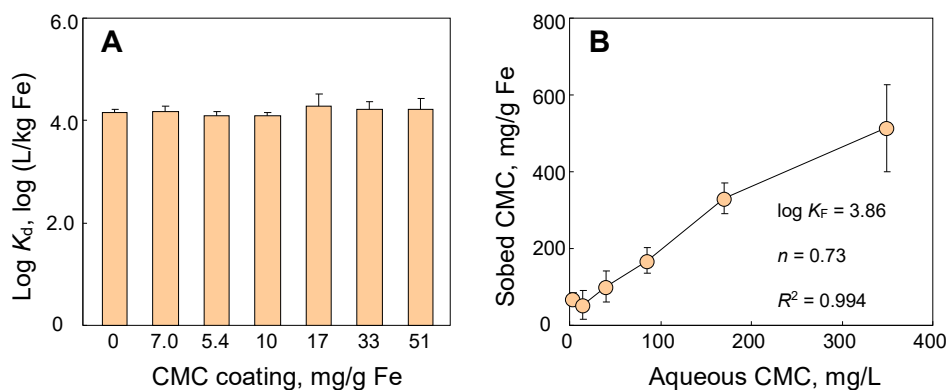 A
6.0
4.0
2.0
0
Log Kd, log (L/kg Fe)
0 7.0 5.4 10 17 33 51
CMC coating, mg/g Fe
B
800
600
400
200
0
Sobed CMC, mg/g Fe
log KF = 3.86
n = 0.73
R² = 0.994
0 100 200 300 400
Aqueous CMC, mg/L